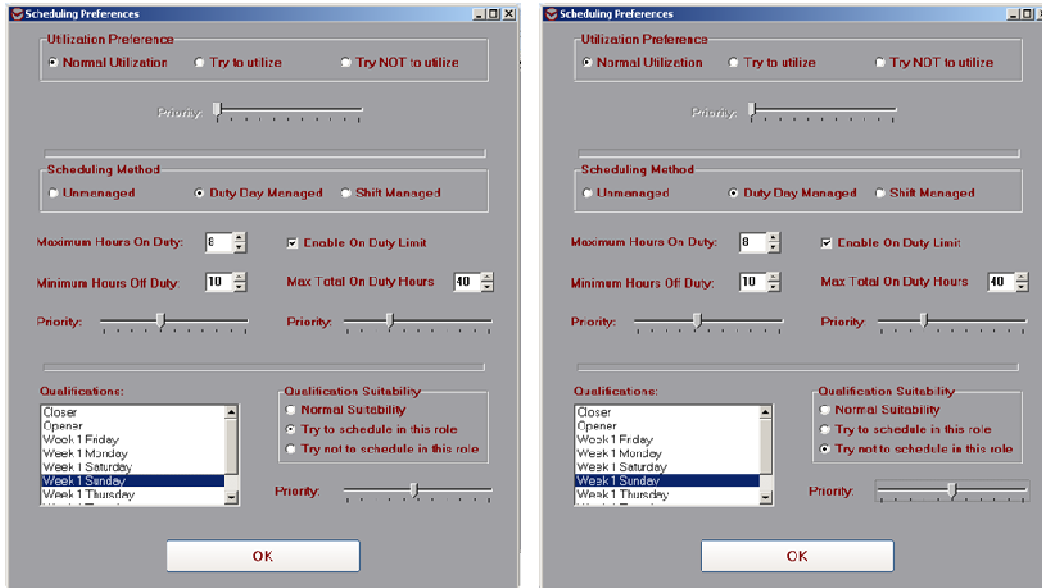 Scheduling Preferences
Utilization Preference
Normal Utilization Try to utilize Try NOT to utilize
Priority:
Scheduling Method
Unmanaged Duty Day Managed Shift Managed
Maximum Hours On Duty: 8 Enable On Duty Limit
Minimum Hours Off Duty: 10 Max Total On Duty Hours 40
Priority: Priority:
Qualifications:
Closer
Opener
Week 1 Friday
Week 1 Monday
Week 1 Saturday
Week 1 Sunday
Week 1 Thursday
Qualification Suitability
Normal Suitability
Try to schedule in this role
Try not to schedule in this role
Priority:
OK
Scheduling Preferences
Utilization Preference
Normal Utilization Try to utilize Try NOT to utilize
Priority:
Scheduling Method
Unmanaged Duty Day Managed Shift Managed
Maximum Hours On Duty: 8 Enable On Duty Limit
Minimum Hours Off Duty: 10 Max Total On Duty Hours 40
Priority: Priority:
Qualifications:
Closer
Opener
Week 1 Friday
Week 1 Monday
Week 1 Saturday
Week 1 Sunday
Week 1 Thursday
Qualification Suitability
Normal Suitability
Try to schedule in this role
Try not to schedule in this role
Priority:
OK